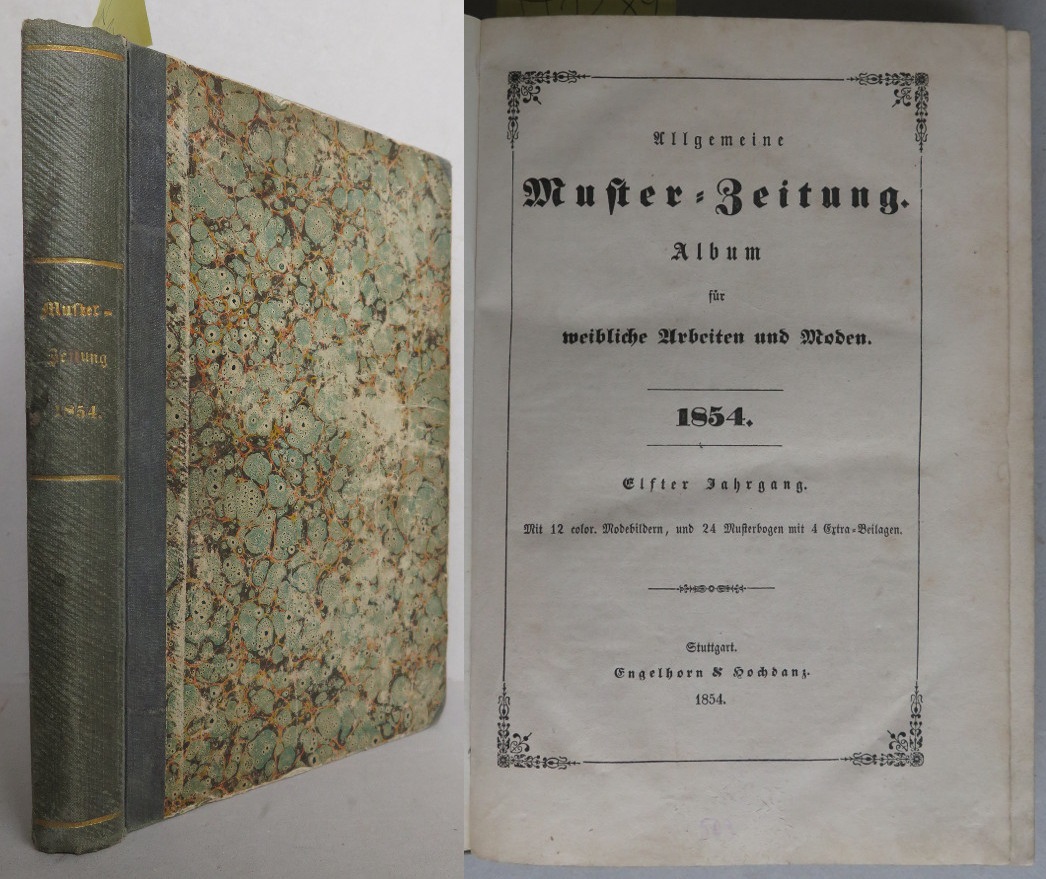 Muster-
Zeitung
1854.
Allgemeine
Muster-Zeitung.
Album
für
weibliche Arbeiten und Moden.
1854.
Elfter Jahrgang.
Mit 12 color. Modebildern, und 24 Musterbogen mit 4 Extra-Beilagen.
Stuttgart.
Engelhorn & Hochdanz.
1854.